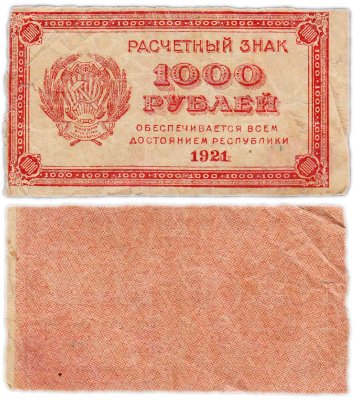 РАСЧЕТНЫЙ ЗНАК
1000
РУБЛЕЙ
ОБЕСПЕЧИВАЕТСЯ ВСЕМ
ДОСТОЯНИЕМ РЕСПУБЛИКИ
1921